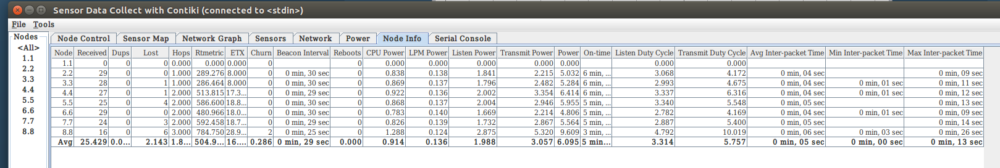 Sensor Data Collect with Contiki (connected to <stdin>)
File Tools
Nodes
<All>
1.1
2.2
3.3
4.4
5.5
6.6
7.7
8.8
Node Control Sensor Map Network Graph Sensors Network Power Node Info Serial Console
Node Received Dups Lost Hops Rtmetric ETX Churn Beacon Interval Reboots CPU Power LPM Power Listen Power Transmit Power Power On-time Listen Duty Cycle Transmit Duty Cycle Avg Inter-packet Time Min Inter-packet Time Max Inter-packet Time
1.1 0 0 0 0.000 0.000 0.000 0 0 0.000 0.000 0.000 0.000 0.000 0.000 0.000
2.2 29 0 0 1.000 289.276 8.000 0 0 min, 30 sec 0 0.838 0.138 1.841 2.215 5.032 6 min, ... 3.068 4.172 0 min, 04 sec 0 min, 09 sec
3.3 28 0 1 1.000 286.464 8.000 0 0 min, 30 sec 0 0.869 0.137 1.796 2.482 5.284 6 min, ... 2.993 4.675 0 min, 04 sec 0 min, 01 sec 0 min, 11 sec
4.4 27 0 1 2.000 513.815 17.3... 0 0 min, 29 sec 0 0.922 0.136 2.002 3.354 6.414 6 min, ... 3.337 6.316 0 min, 04 sec 0 min, 01 sec 0 min, 12 sec
5.5 25 0 4 2.000 586.600 18.8... 0 0 min, 30 sec 0 0.868 0.137 2.004 2.946 5.955 5 min, ... 3.340 5.548 0 min, 05 sec 0 min, 13 sec
6.6 29 0 0 2.000 480.966 18.0... 0 0 min, 30 sec 0 0.783 0.140 1.669 2.214 4.806 5 min, ... 2.782 4.169 0 min, 04 sec 0 min, 01 sec 0 min, 09 sec
7.7 24 0 3 2.000 592.458 18.7... 0 0 min, 29 sec 0 0.826 0.139 1.732 2.867 5.564 5 min, ... 2.887 5.400 0 min, 05 sec 0 min, 14 sec
8.8 16 0 6 3.000 784.750 28.9... 2 0 min, 25 sec 0 1.288 0.124 2.875 5.320 9.609 3 min, ... 4.792 10.019 0 min, 06 sec 0 min, 03 sec 0 min, 26 sec
Avg 25.429 0.0... 2.143 1.8... 504.9... 16.... 0.286 0 min, 29 sec 0.000 0.914 0.136 1.988 3.057 6.095 5 min... 3.314 5.757 0 min, 05 sec 0 min, 00 sec 0 min, 13 sec